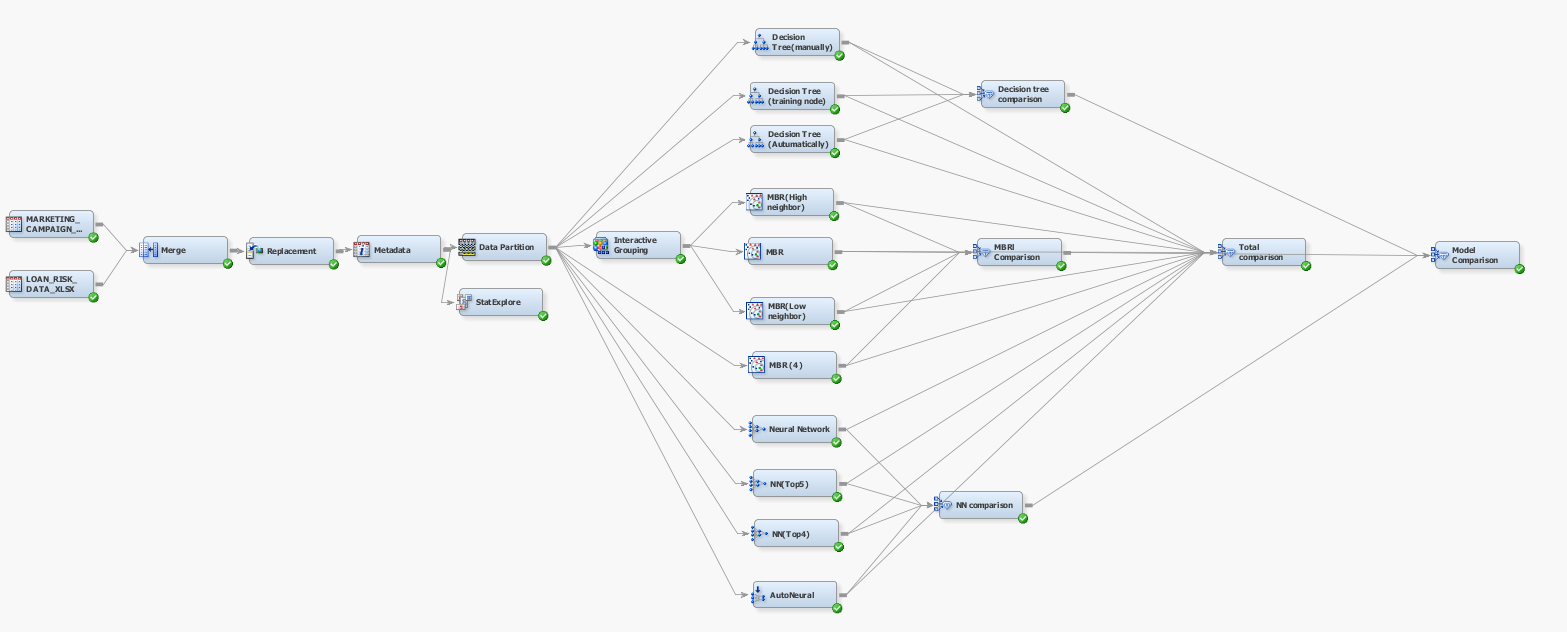 Decision
Tree(manually)
Decision Tree
(training node)
Decision tree
comparison
Decision Tree
(Autumatically)
MARKETING_
CAMPAIGN_...
LOAN_RISK_
DATA_XLSX
Merge
Replacement
Metadata
Data Partition
StatExplore
Interactive
Grouping
MBR(High
neighbor)
MBR
MBR(Low
neighbor)
MBR (4)
MBRI
Comparison
Total
comparison
Model
Comparison
Neural Network
NN(Top5)
NN(Top4)
NN comparison
AutoNeural